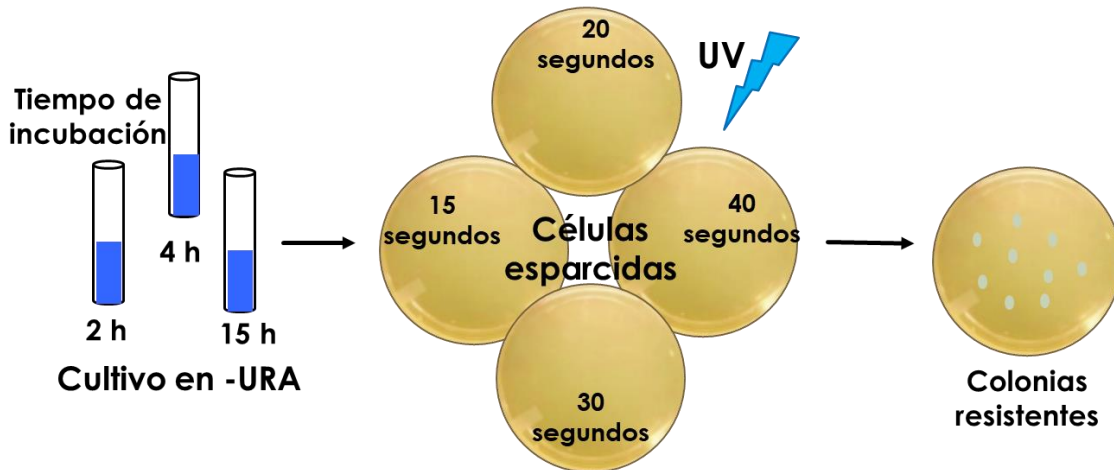 Tiempo de
incubación
2 h
4 h
15 h
Cultivo en -URA
20
segundos
UV
15
segundos
40
segundos
Células
esparcidas
30
segundos
Colonias
resistentes